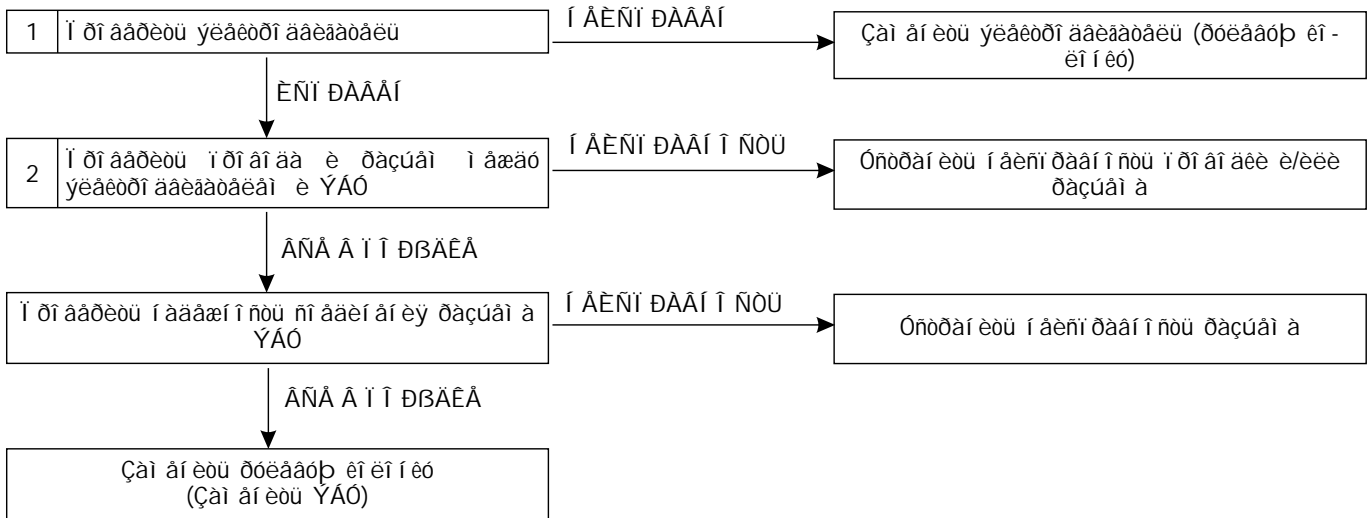 1 Ï ðî âåðèòü ýëåêòðî äâèãàòåëü
Í ÅÈÑÏ ÐÀÂÅÍ
Çàì åí èòü ýëåêòðî äâèãàòåëü (ðóëåâóþ êî -
ëî í êó)
ÈÑÏ ÐÀÂÅÍ
2 Ï ðî âåðèòü ï ðî âî äà è ðàçúåì ì åæäó
ýëåêòðî äâèãàòåëåì è ÝÁÓ
Í ÅÈÑÏ ÐÀÂÍ Î ÑÒÜ
Óñòðàí èòü í åèñï ðàâí î ñòü ï ðî âî äêè è/èëè
ðàçúåì à
ÂÑÅ Â Ï Î ÐßÄÊÅ
Ï ðî âåðèòü í àäåæí î ñòü ñî åäèí åí èÿ ðàçúåì à
ÝÁÓ
Í ÅÈÑÏ ÐÀÂÍ Î ÑÒÜ
Óñòðàí èòü í åèñï ðàâí î ñòü ðàçúåì à
ÂÑÅ Â Ï Î ÐßÄÊÅ
Çàì åí èòü ðóëåâóþ êî ëî í êó
(Çàì åí èòü ÝÁÓ)